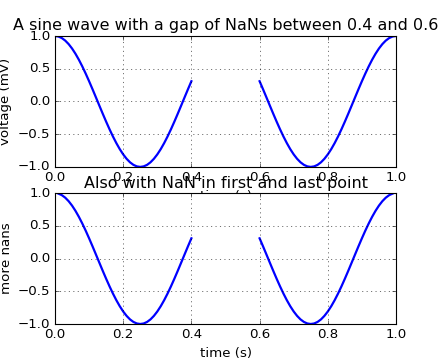 A sine wave with a gap of NaNs between 0.4 and 0.6
1.0
0.5
0.0
−0.5
−1.0
voltage (mV)
0.0 0.2 0.4 0.6 0.8 1.0
Also with NaN in first and last point
1.0
0.5
0.0
−0.5
−1.0
more nans
0.0 0.2 0.4 0.6 0.8 1.0
time (s)